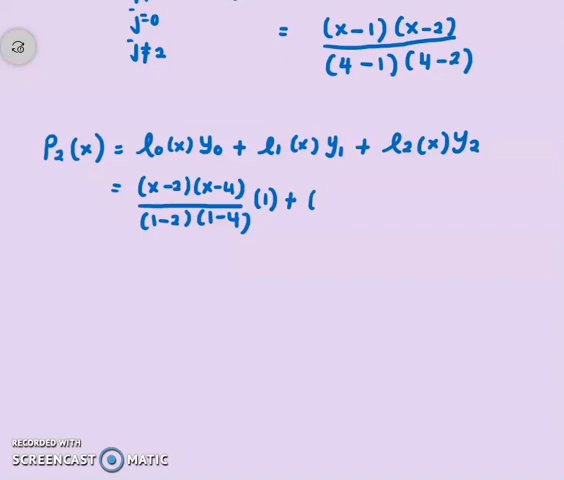 j=0
j≠2
= (x-1)(x-2)
(4-1)(4-2)
P₂(x) = l₀(x) y₀ + l₁(x) y₁ + l₂(x) y₂
= (x-2)(x-4) (1) + (
(1-2)(1-4)
RECORDED WITH
SCREENCAST O MATIC